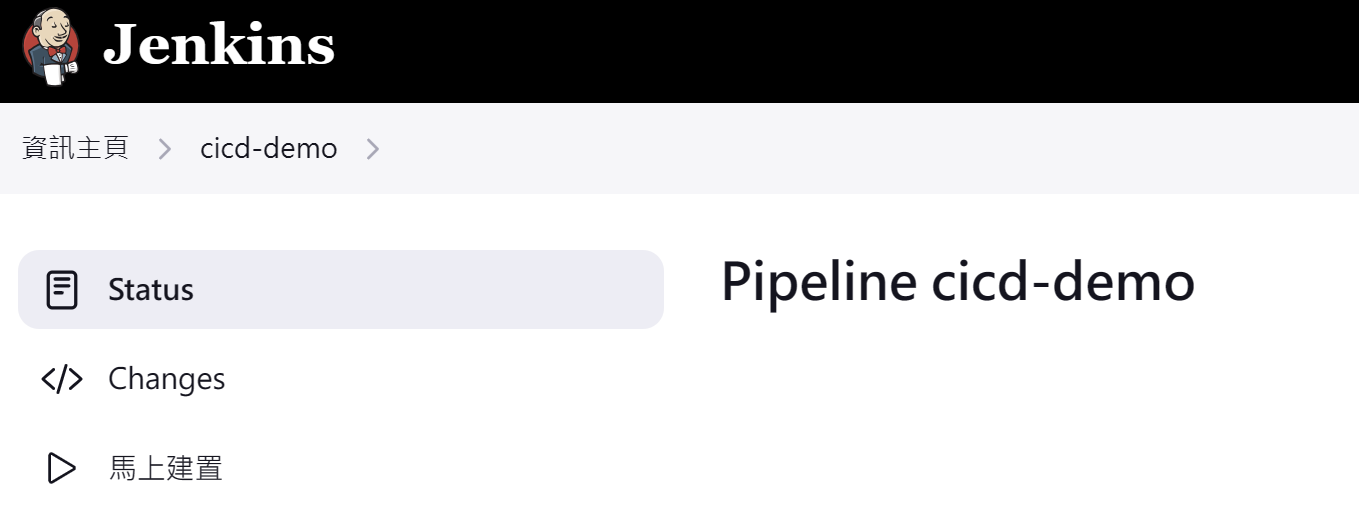 Jenkins
資訊主頁 cicd-demo
Status
Pipeline cicd-demo
Changes
馬上建置